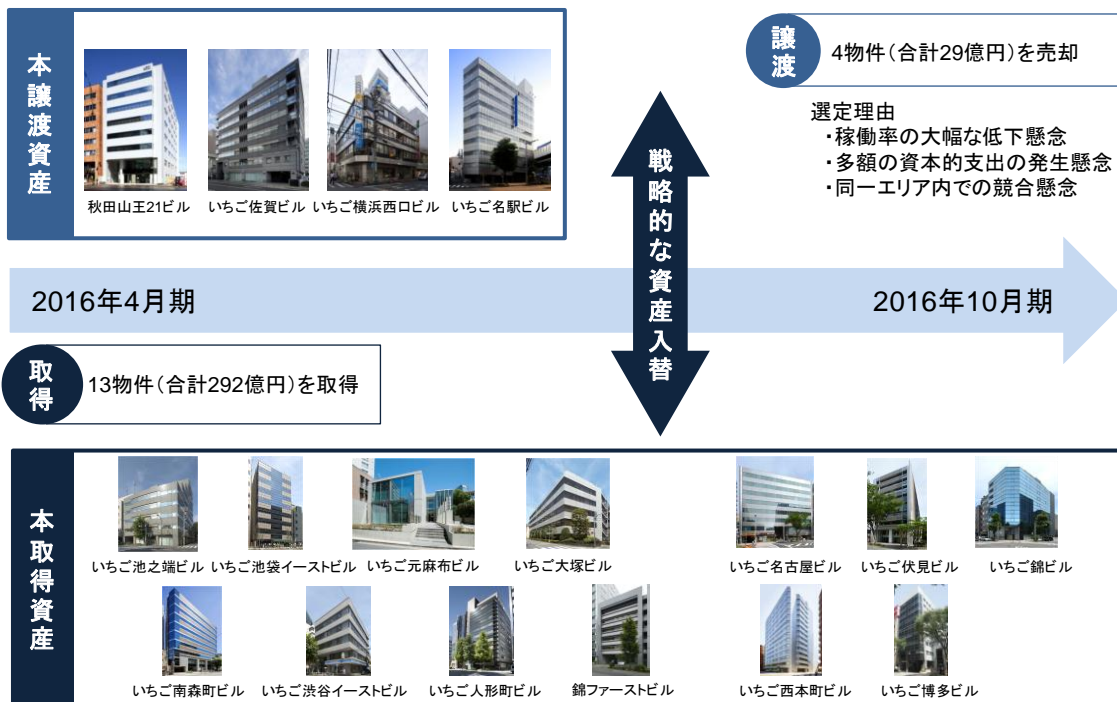 本譲渡資産
秋田山王21ビル
いちご佐賀ビル
いちご横浜西口ビル
いちご名駅ビル
譲渡
4物件（合計29億円）を売却
選定理由
・稼働率の大幅な低下懸念
・多額の資本的支出の発生懸念
・同一エリア内での競合懸念
戦略的な資産入替
2016年4月期
2016年10月期
取得
13物件（合計292億円）を取得
本取得資産
いちご池之端ビル
いちご池袋イーストビル
いちご元麻布ビル
いちご大塚ビル
いちご名古屋ビル
いちご伏見ビル
いちご錦ビル
いちご南森町ビル
いちご渋谷イーストビル
いちご人形町ビル
錦ファーストビル
いちご西本町ビル
いちご博多ビル